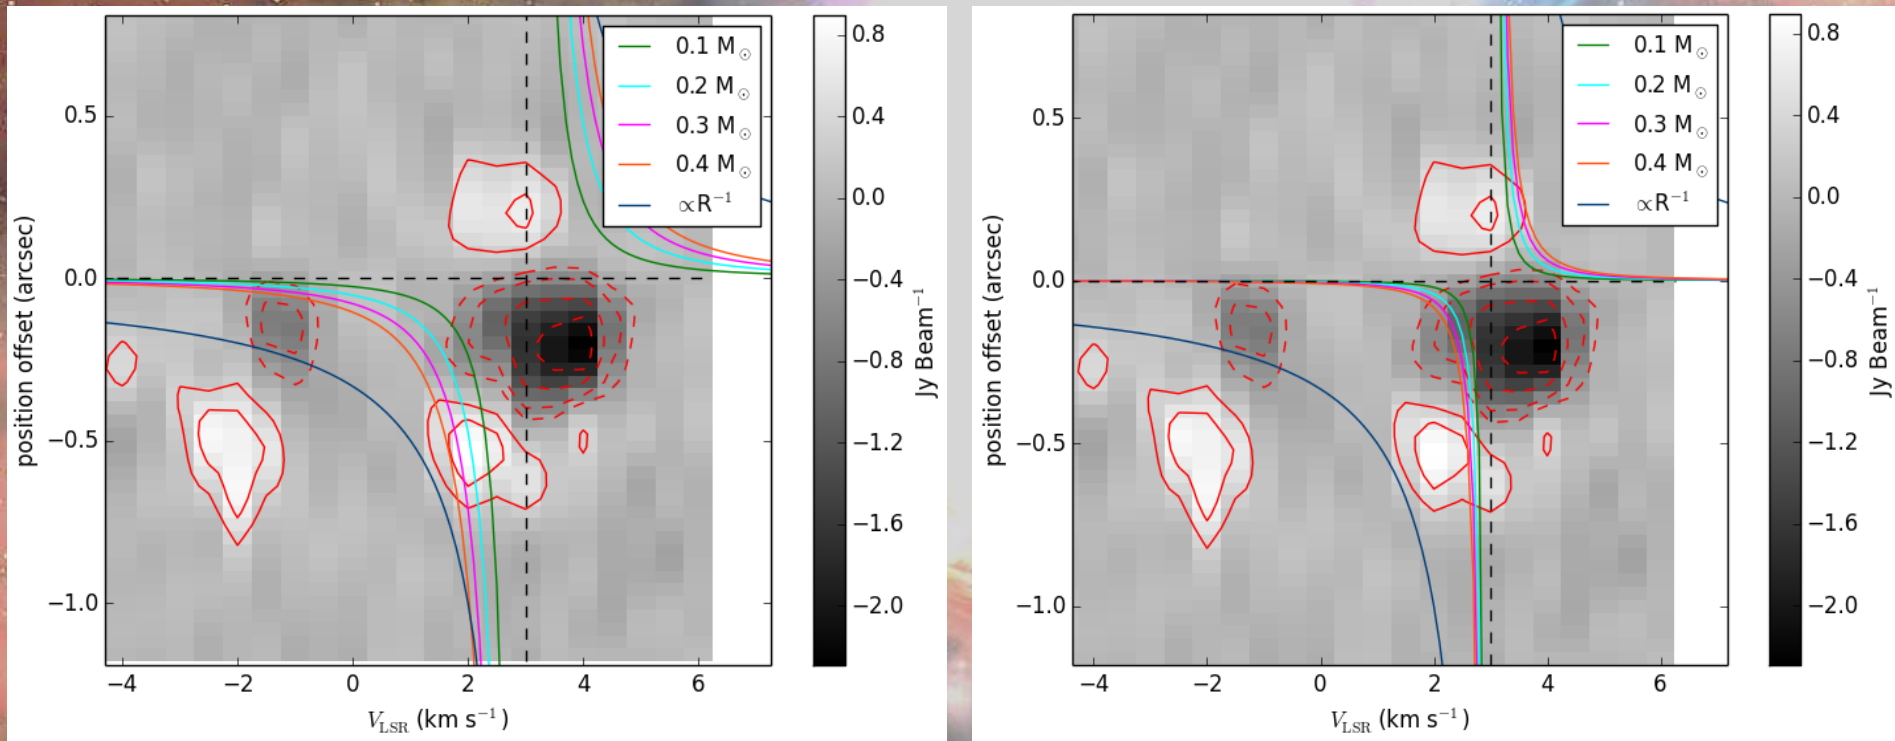 0.1 M⊙
0.2 M⊙
0.3 M⊙
0.4 M⊙
∝R⁻¹
0.5
0.0
−0.5
−1.0
position offset (arcsec)
−4 −2 0 2 4 6
V_LSR (km s⁻¹)
0.8
0.4
0.0
−0.4
−0.8
−1.2
−1.6
−2.0
Jy Beam⁻¹
0.1 M⊙
0.2 M⊙
0.3 M⊙
0.4 M⊙
∝R⁻¹
0.5
0.0
−0.5
−1.0
position offset (arcsec)
−4 −2 0 2 4 6
V_LSR (km s⁻¹)
0.8
0.4
0.0
−0.4
−0.8
−1.2
−1.6
−2.0
Jy Beam⁻¹